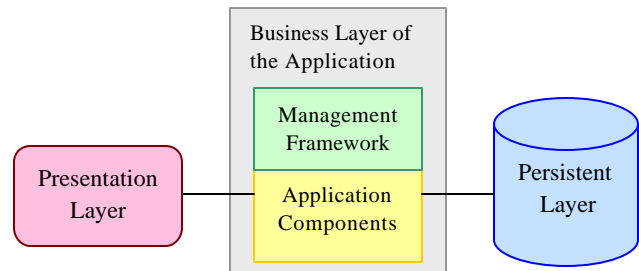 Business Layer of
the Application
Management
Framework
Presentation
Layer
Application
Components
Persistent
Layer